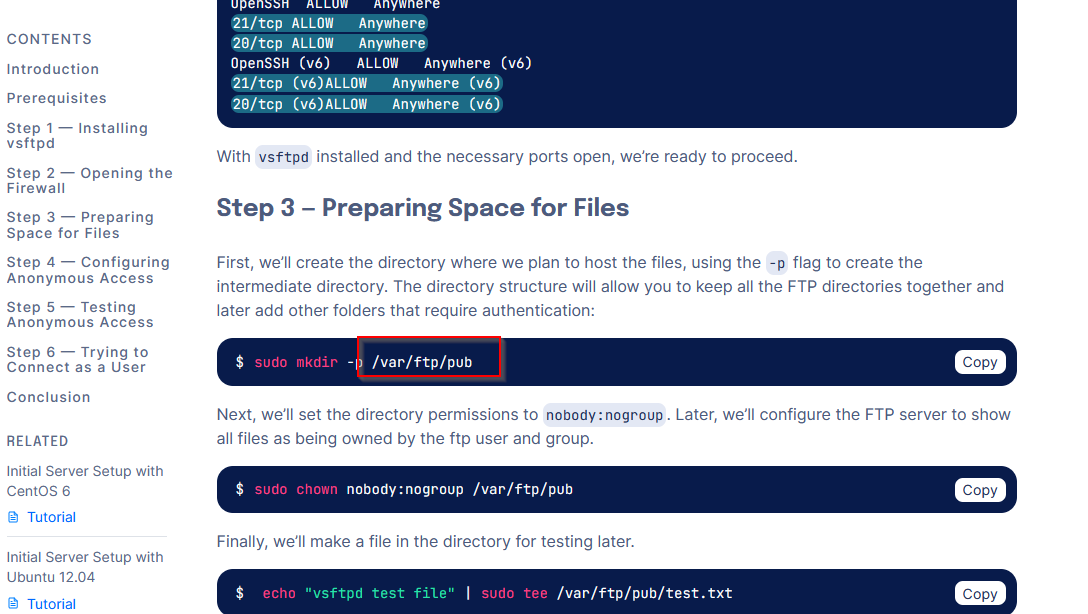 CONTENTS
Introduction
Prerequisites
Step 1 — Installing
vsftpd
Step 2 — Opening the
Firewall
Step 3 — Preparing
Space for Files
Step 4 — Configuring
Anonymous Access
Step 5 — Testing
Anonymous Access
Step 6 — Trying to
Connect as a User
Conclusion
RELATED
Initial Server Setup with
CentOS 6
Tutorial
Initial Server Setup with
Ubuntu 12.04
Tutorial
OpenSSH ALLOW Anywhere
21/tcp ALLOW Anywhere
20/tcp ALLOW Anywhere
OpenSSH (v6) ALLOW Anywhere (v6)
21/tcp (v6)ALLOW Anywhere (v6)
20/tcp (v6)ALLOW Anywhere (v6)
With vsftpd installed and the necessary ports open, we’re ready to proceed.
Step 3 – Preparing Space for Files
First, we’ll create the directory where we plan to host the files, using the -p flag to create the
intermediate directory. The directory structure will allow you to keep all the FTP directories together and
later add other folders that require authentication:
$ sudo mkdir -p /var/ftp/pub
Copy
Next, we’ll set the directory permissions to nobody:nogroup. Later, we’ll configure the FTP server to show
all files as being owned by the ftp user and group.
$ sudo chown nobody:nogroup /var/ftp/pub
Copy
Finally, we’ll make a file in the directory for testing later.
$ echo "vsftpd test file" | sudo tee /var/ftp/pub/test.txt
Copy